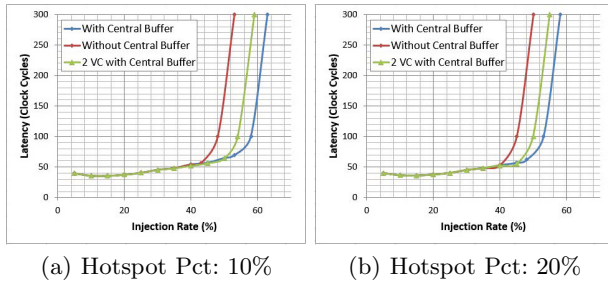 300
250
200
150
100
50
0
Latency (Clock Cycles)
With Central Buffer
Without Central Buffer
2 VC with Central Buffer
0 20 40 60
Injection Rate (%)
(a) Hotspot Pct: 10%
300
250
200
150
100
50
0
Latency (Clock Cycles)
With Central Buffer
Without Central Buffer
2 VC with Central Buffer
0 20 40 60
Injection Rate (%)
(b) Hotspot Pct: 20%